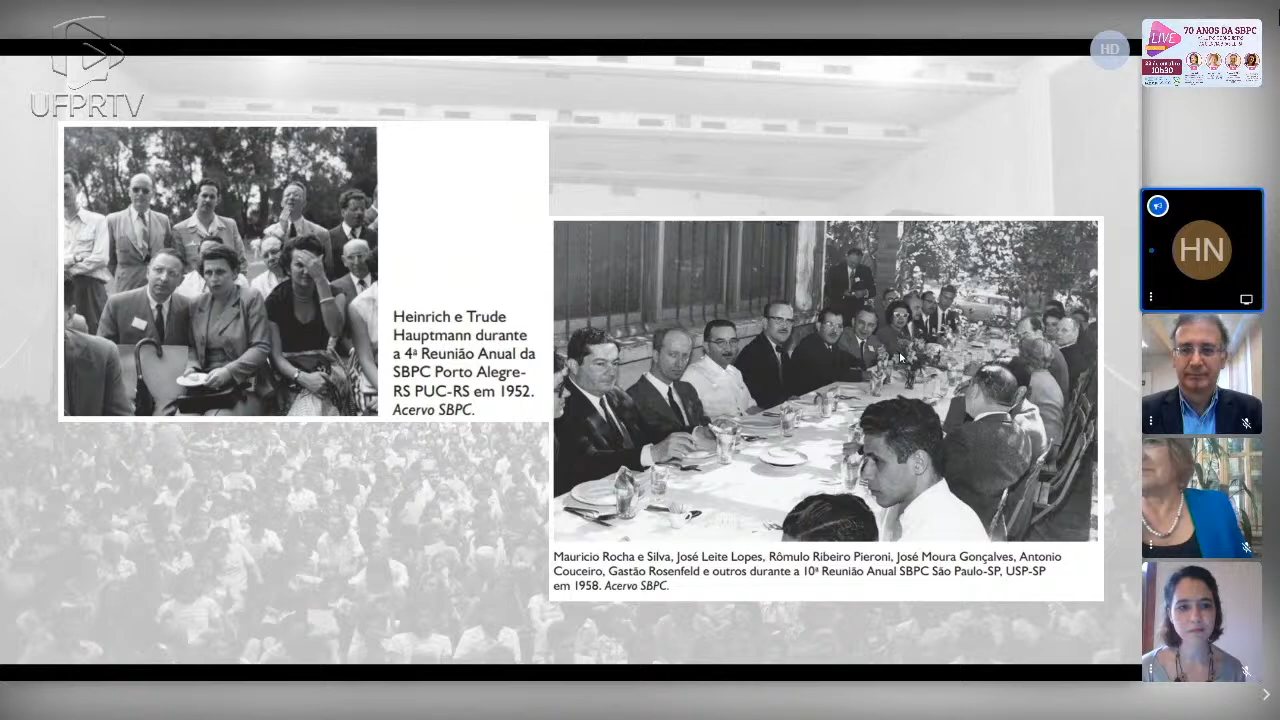 UFPRTV
HD
LIVE
70 ANOS DA SBPC
10h30
Heinrich e Trude
Hauptmann durante
a 4ª Reunião Anual da
SBPC Porto Alegre-
RS PUC-RS em 1952.
Acervo SBPC.
HN
Mauricio Rocha e Silva, José Leite Lopes, Rômulo Ribeiro Pieroni, José Moura Gonçalves, Antonio
Couceiro, Gastão Rosenfeld e outros durante a 10ª Reunião Anual SBPC São Paulo-SP, USP-SP
em 1958. Acervo SBPC.